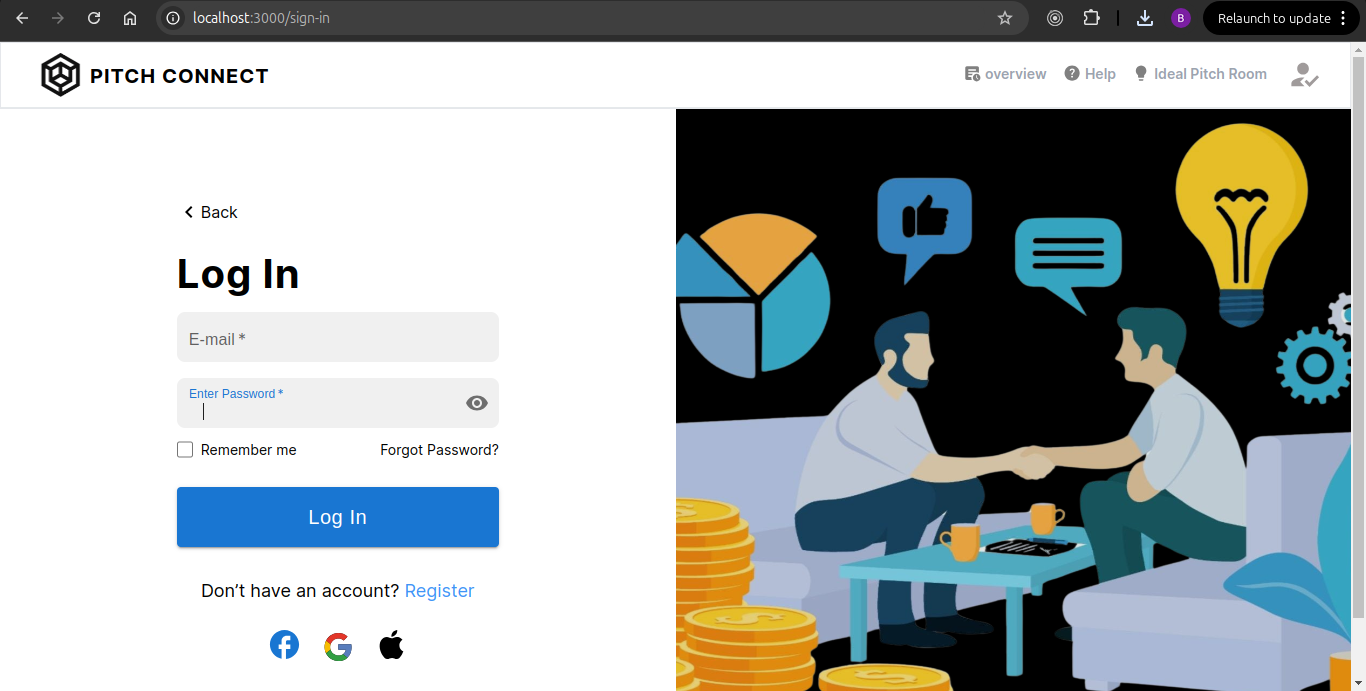 localhost:3000/sign-in
B
Relaunch to update
PITCH CONNECT
overview
Help
Ideal Pitch Room
Back
Log In
E-mail *
Enter Password *
Remember me
Forgot Password?
Log In
Don’t have an account? Register